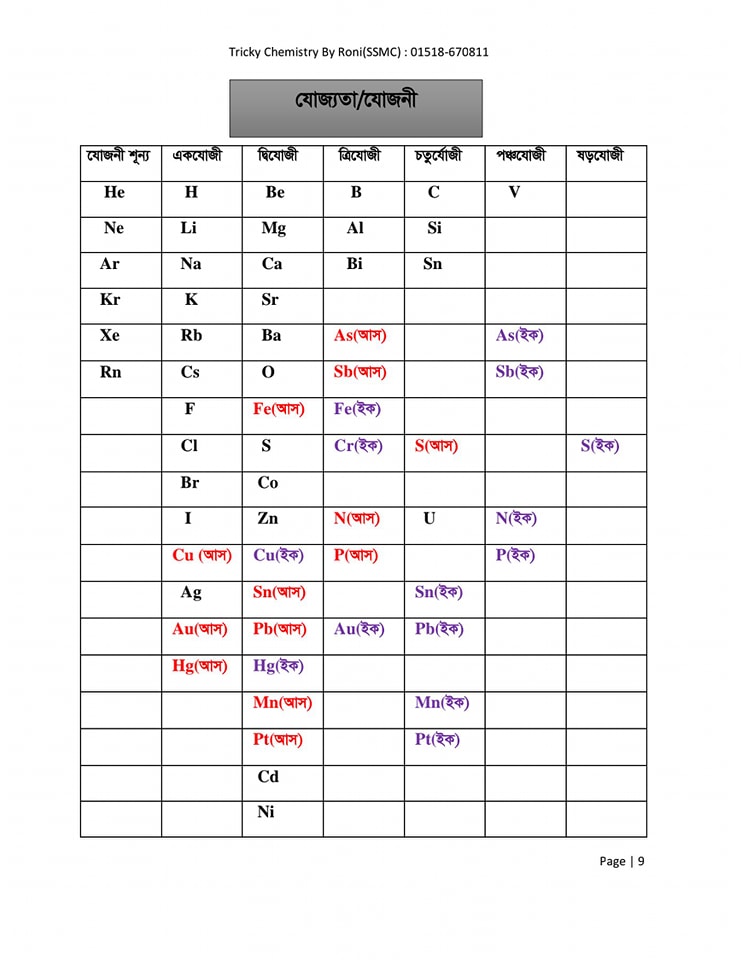 Tricky Chemistry By Roni(SSMC) : 01518-670811
যোজ্যতা/যোজনী
যোজনী শূন্য একযোজী দ্বিযোজী ত্রিযোজী চতুর্যোজী পঞ্চযোজী ষড়যোজী
He H Be B C V
Ne Li Mg Al Si
Ar Na Ca Bi Sn
Kr K Sr
Xe Rb Ba As(আস) As(ইক)
Rn Cs O Sb(আস) Sb(ইক)
F Fe(আস) Fe(ইক)
Cl S Cr(ইক) S(আস) S(ইক)
Br Co
I Zn N(আস) U N(ইক)
Cu (আস) Cu(ইক) P(আস) P(ইক)
Ag Sn(আস) Sn(ইক)
Au(আস) Pb(আস) Au(ইক) Pb(ইক)
Hg(আস) Hg(ইক)
Mn(আস) Mn(ইক)
Pt(আস) Pt(ইক)
Cd
Ni
Page | 9